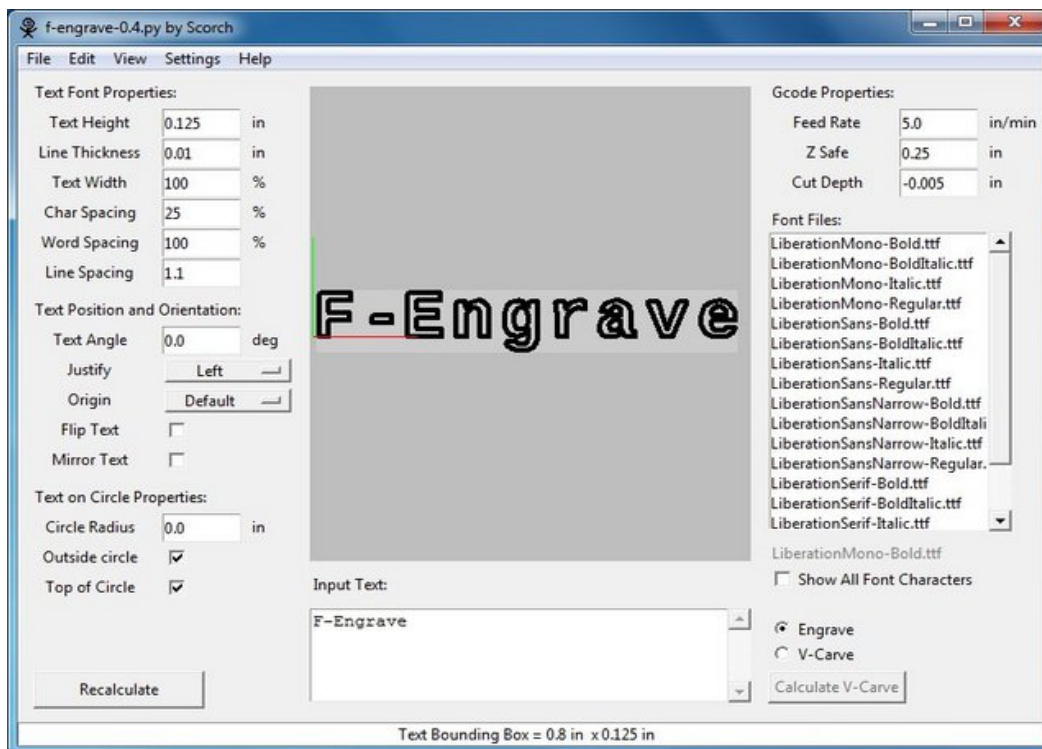 f-engrave-0.4.py by Scorch
File Edit View Settings Help
Text Font Properties:
Text Height 0.125 in
Line Thickness 0.01 in
Text Width 100 %
Char Spacing 25 %
Word Spacing 100 %
Line Spacing 1.1
Text Position and Orientation:
Text Angle 0.0 deg
Justify Left
Origin Default
Flip Text
Mirror Text
Text on Circle Properties:
Circle Radius 0.0 in
Outside circle
Top of Circle
Recalculate
F-Engrave
Input Text:
F-Engrave
Gcode Properties:
Feed Rate 5.0 in/min
Z Safe 0.25 in
Cut Depth -0.005 in
Font Files:
LiberationMono-Bold.ttf
LiberationMono-BoldItalic.ttf
LiberationMono-Italic.ttf
LiberationMono-Regular.ttf
LiberationSans-Bold.ttf
LiberationSans-BoldItalic.ttf
LiberationSans-Italic.ttf
LiberationSans-Regular.ttf
LiberationSansNarrow-Bold.ttf
LiberationSansNarrow-BoldItali
LiberationSansNarrow-Italic.ttf
LiberationSansNarrow-Regular.
LiberationSerif-Bold.ttf
LiberationSerif-BoldItalic.ttf
LiberationSerif-Italic.ttf
LiberationMono-Bold.ttf
Show All Font Characters
Engrave
V-Carve
Calculate V-Carve
Text Bounding Box = 0.8 in x 0.125 in